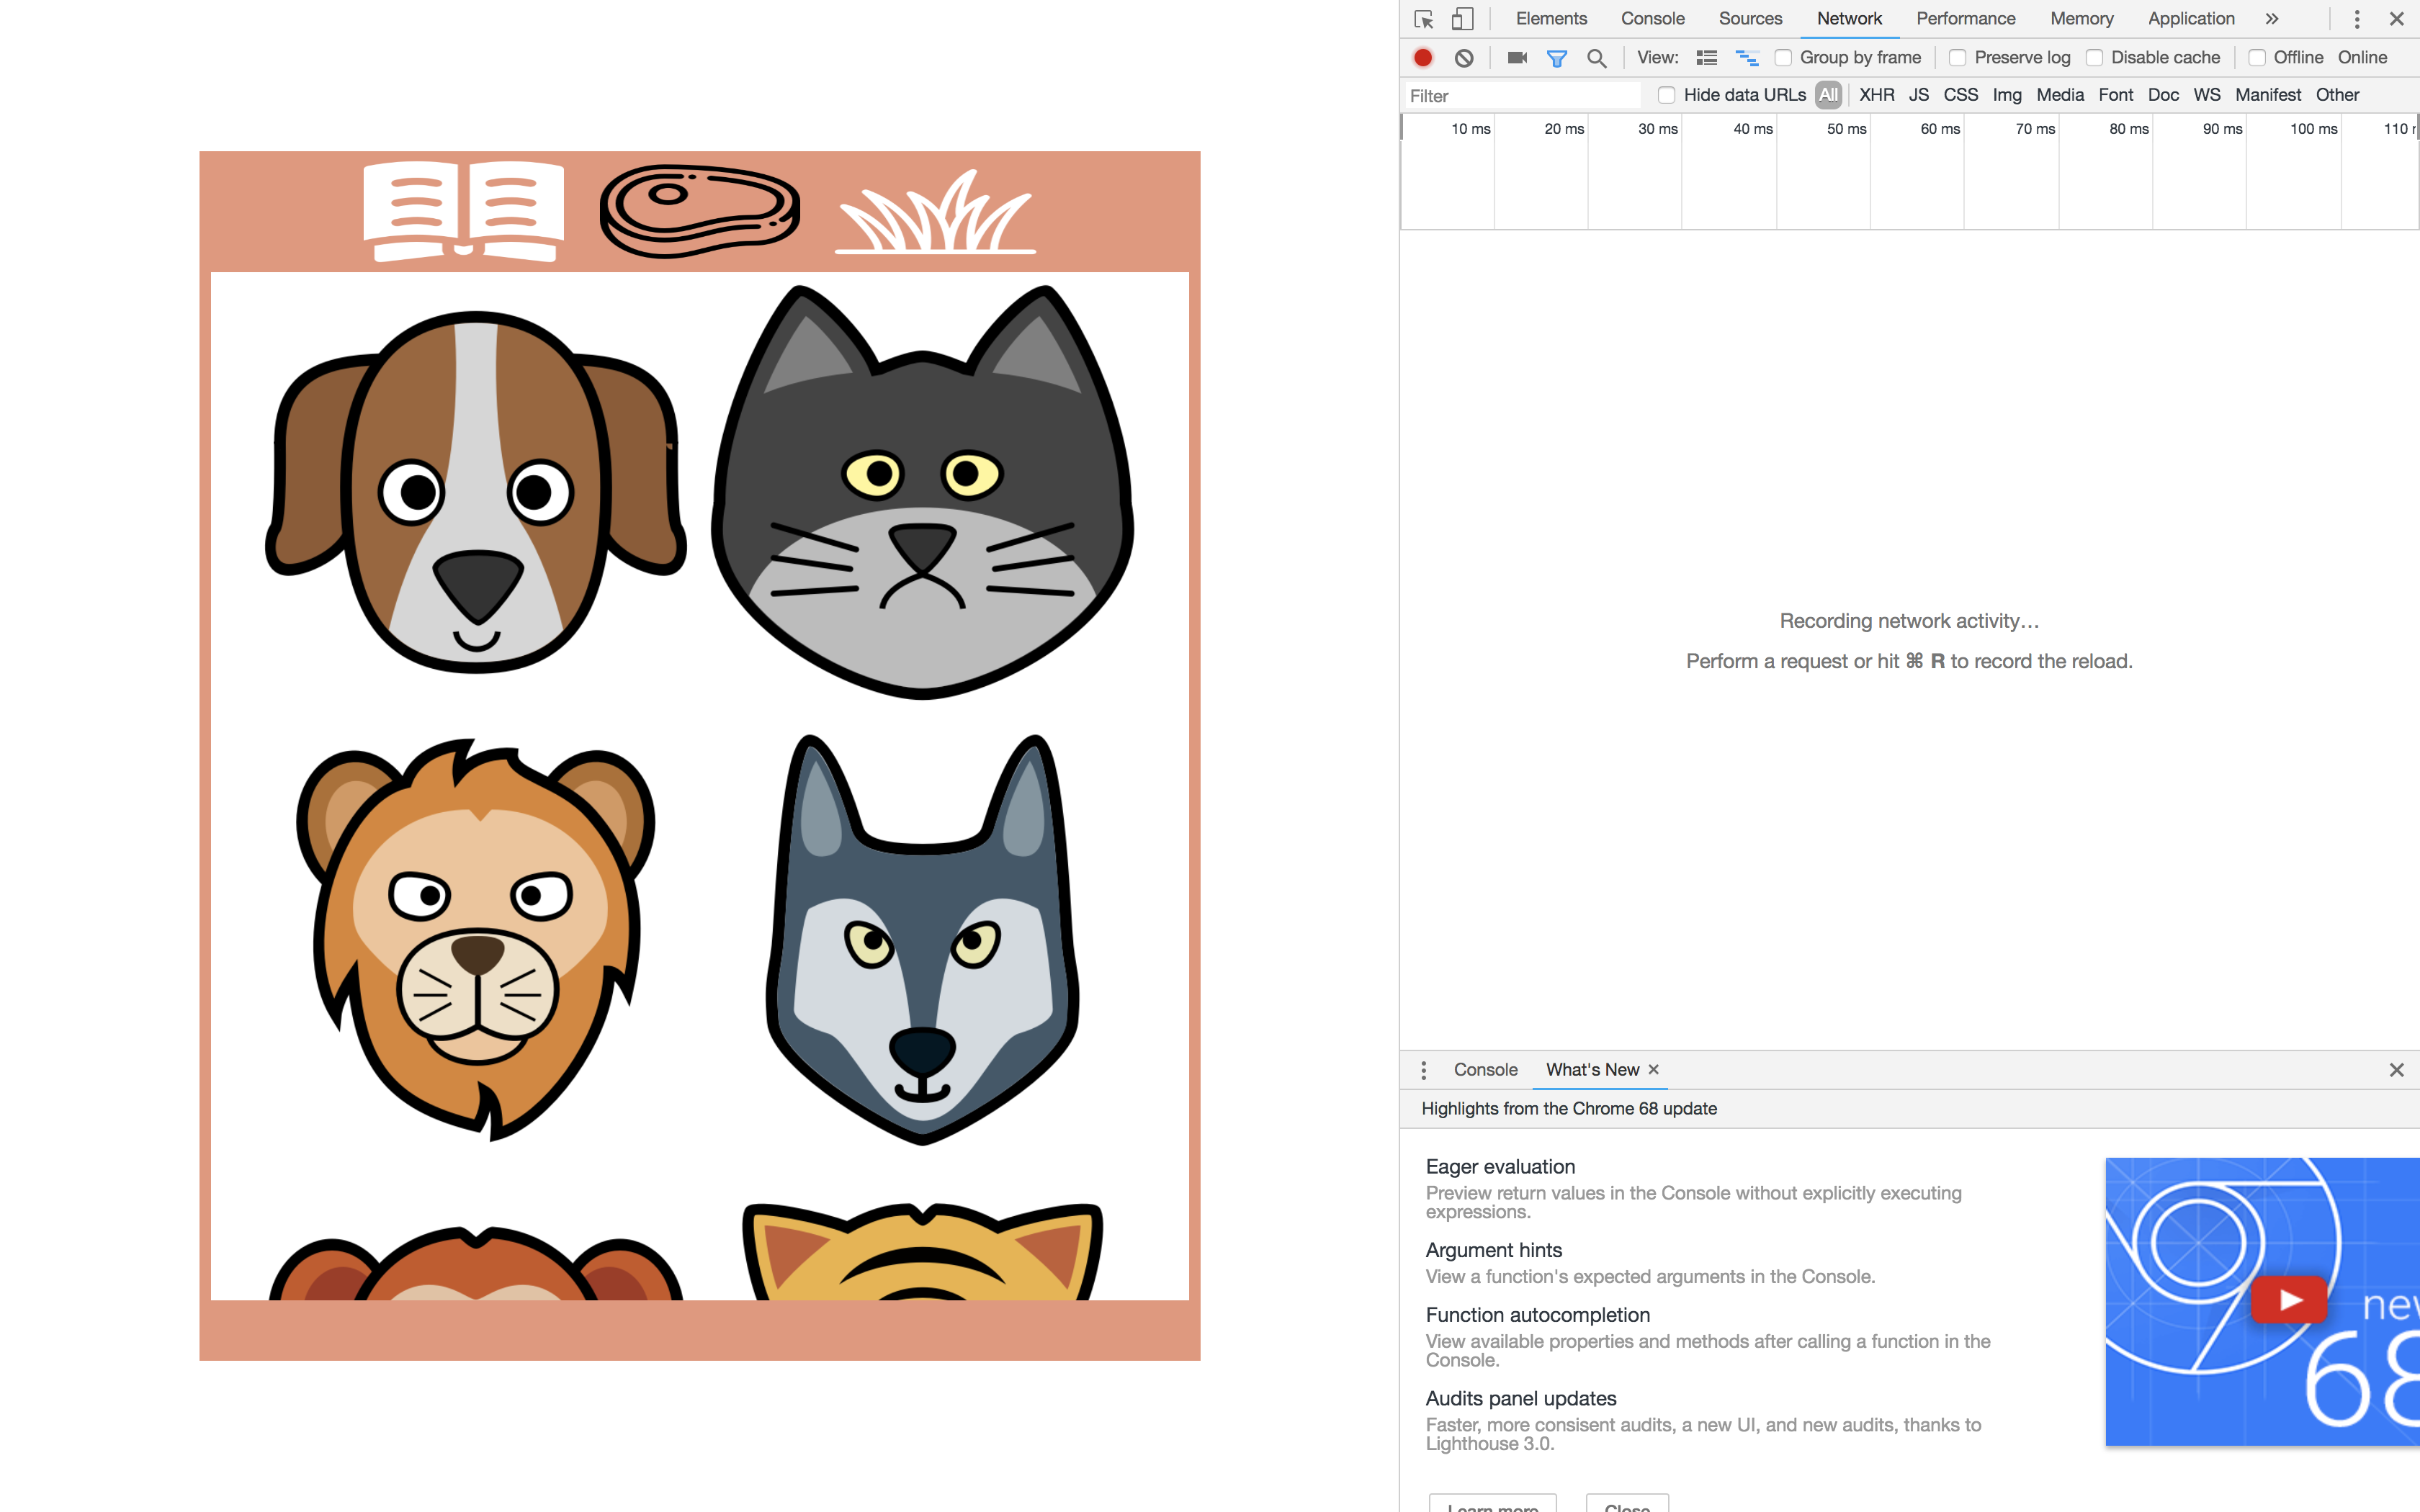 Elements Console Sources Network Performance Memory Application »
View: Group by frame Preserve log Disable cache Offline Online
Filter Hide data URLs All XHR JS CSS Img Media Font Doc WS Manifest Other
10 ms 20 ms 30 ms 40 ms 50 ms 60 ms 70 ms 80 ms 90 ms 100 ms 110
Recording network activity…
Perform a request or hit ⌘ R to record the reload.
Console What's New ×
Highlights from the Chrome 68 update
Eager evaluation
Preview return values in the Console without explicitly executing
expressions.
Argument hints
View a function's expected arguments in the Console.
Function autocompletion
View available properties and methods after calling a function in the
Console.
Audits panel updates
Faster, more consisent audits, a new UI, and new audits, thanks to
Lighthouse 3.0.
new
68
Learn more Close